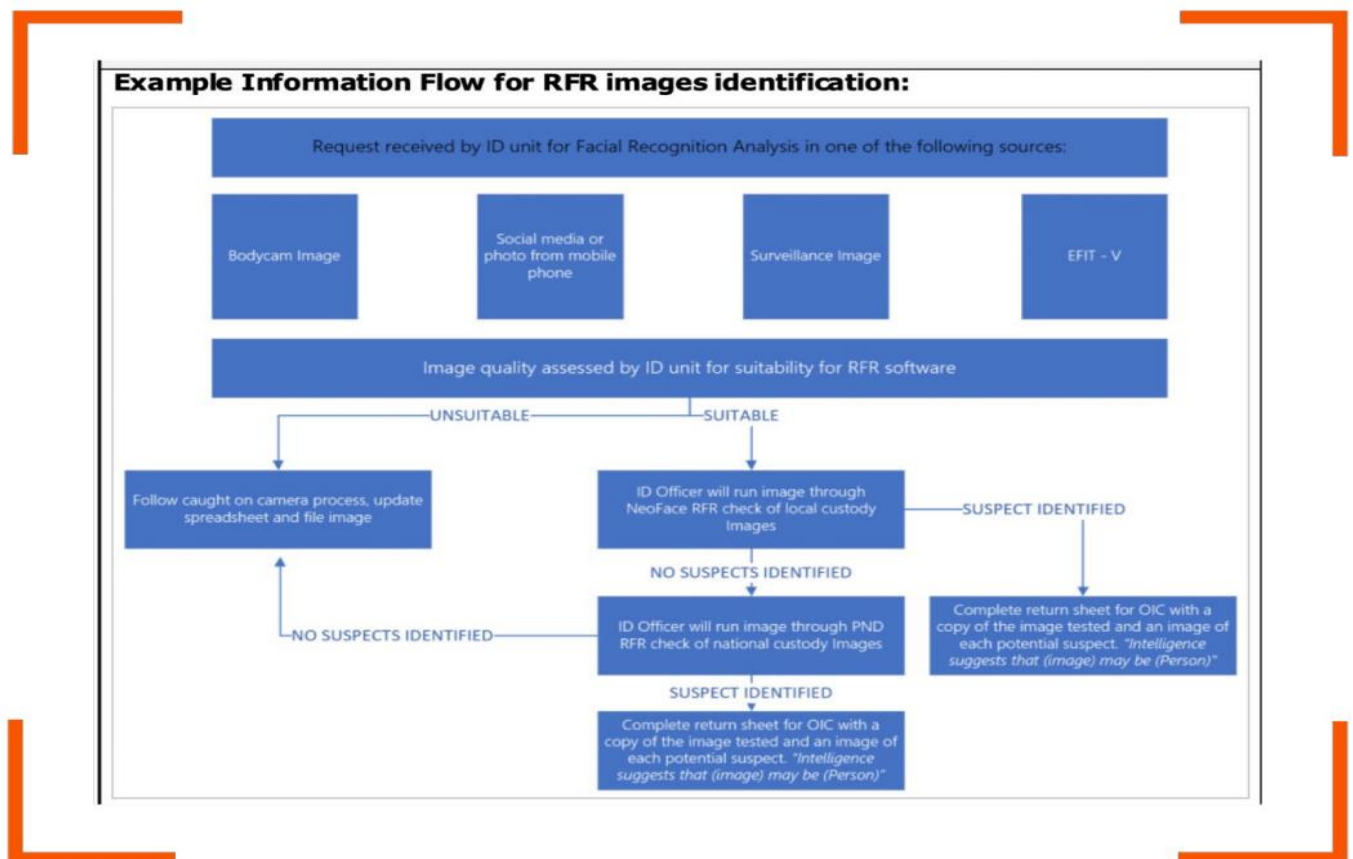 Example Information Flow for RFR images identification:
Request received by ID unit for Facial Recognition Analysis in one of the following sources:
Bodycam Image
Social media or
photo from mobile
phone
Surveillance Image
EFIT - V
Image quality assessed by ID unit for suitability for RFR software
UNSUITABLE
SUITABLE
Follow caught on camera process, update
spreadsheet and file image
ID Officer will run image through
NeoFace RFR check of local custody
Images
SUSPECT IDENTIFIED
NO SUSPECTS IDENTIFIED
NO SUSPECTS IDENTIFIED
ID Officer will run image through PND
RFR check of national custody Images
Complete return sheet for OIC with a
copy of the image tested and an image of
each potential suspect. "Intelligence
suggests that (image) may be (Person)"
SUSPECT IDENTIFIED
Complete return sheet for OIC with a
copy of the image tested and an image of
each potential suspect. "Intelligence
suggests that (image) may be (Person)"